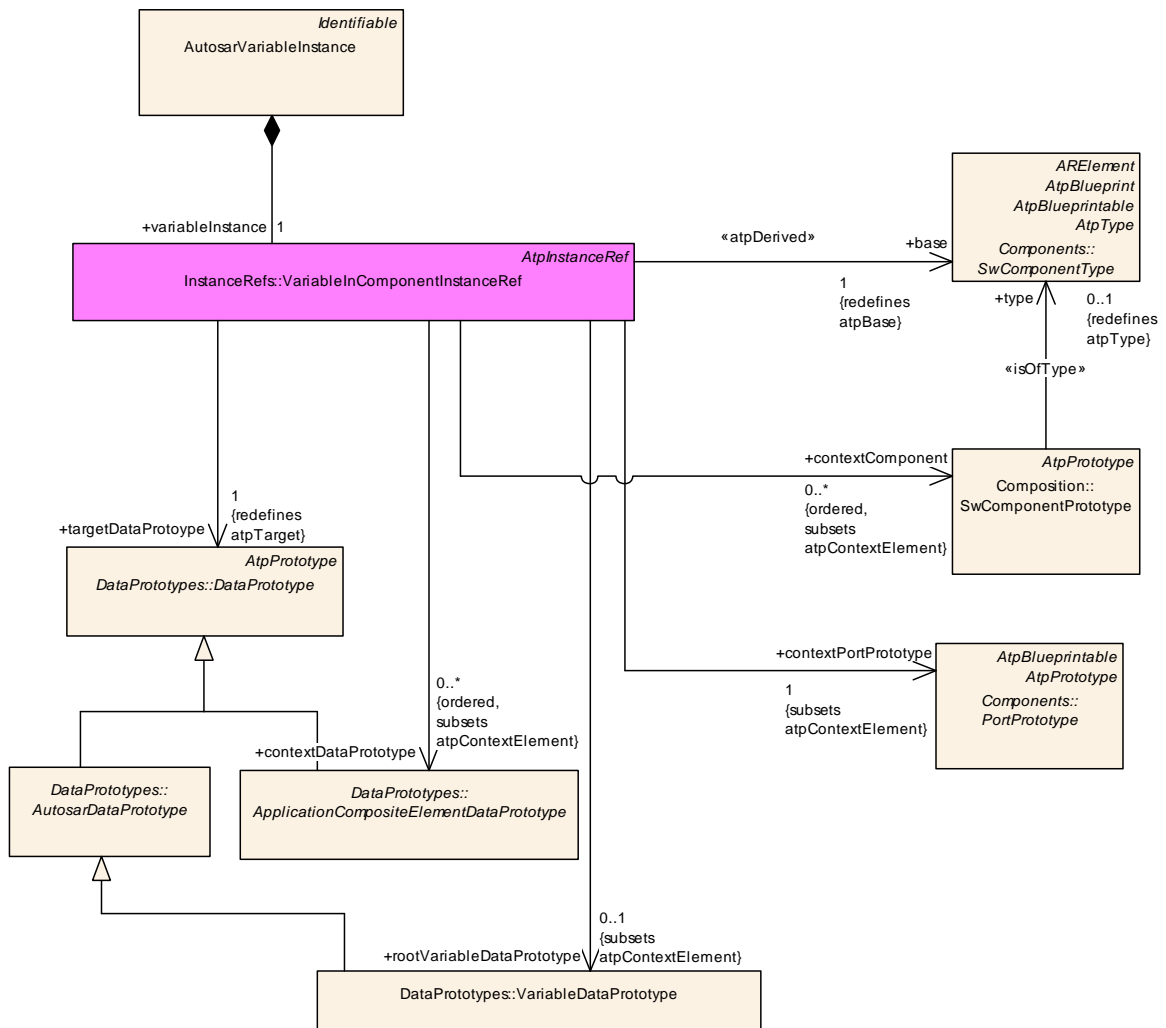 Identifiable
AutosarVariableInstance
+variableInstance 1
AtpInstanceRef
InstanceRefs::VariableInComponentInstanceRef
«atpDerived»
+base
1
{redefines
atpBase}
ARElement
AtpBlueprint
AtpBlueprintable
AtpType
Components::
SwComponentType
+type
0..1
{redefines
atpType}
«isOfType»
+contextComponent
0..*
{ordered,
subsets
atpContextElement}
AtpPrototype
Composition::
SwComponentPrototype
1
{redefines
atpTarget}
+targetDataProtoype
AtpPrototype
DataPrototypes::DataPrototype
+contextPortPrototype
1
{subsets
atpContextElement}
AtpBlueprintable
AtpPrototype
Components::
PortPrototype
0..*
{ordered,
subsets
atpContextElement}
+contextDataPrototype
DataPrototypes::
AutosarDataPrototype
DataPrototypes::
ApplicationCompositeElementDataPrototype
0..1
{subsets
atpContextElement}
+rootVariableDataPrototype
DataPrototypes::VariableDataPrototype